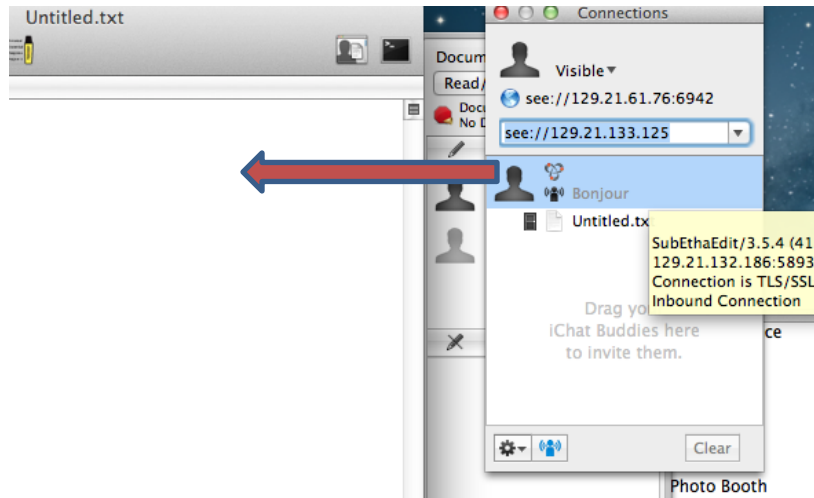 Untitled.txt
Connections
Docum
Visible
Read/
see://129.21.61.76:6942
Docu
No D
see://129.21.133.125
Bonjour
Untitled.tx
SubEthaEdit/3.5.4 (41
129.21.132.186:5893
Connection is TLS/SSL
Inbound Connection
Drag yo
iChat Buddies here
to invite them.
ce
Clear
Photo Booth